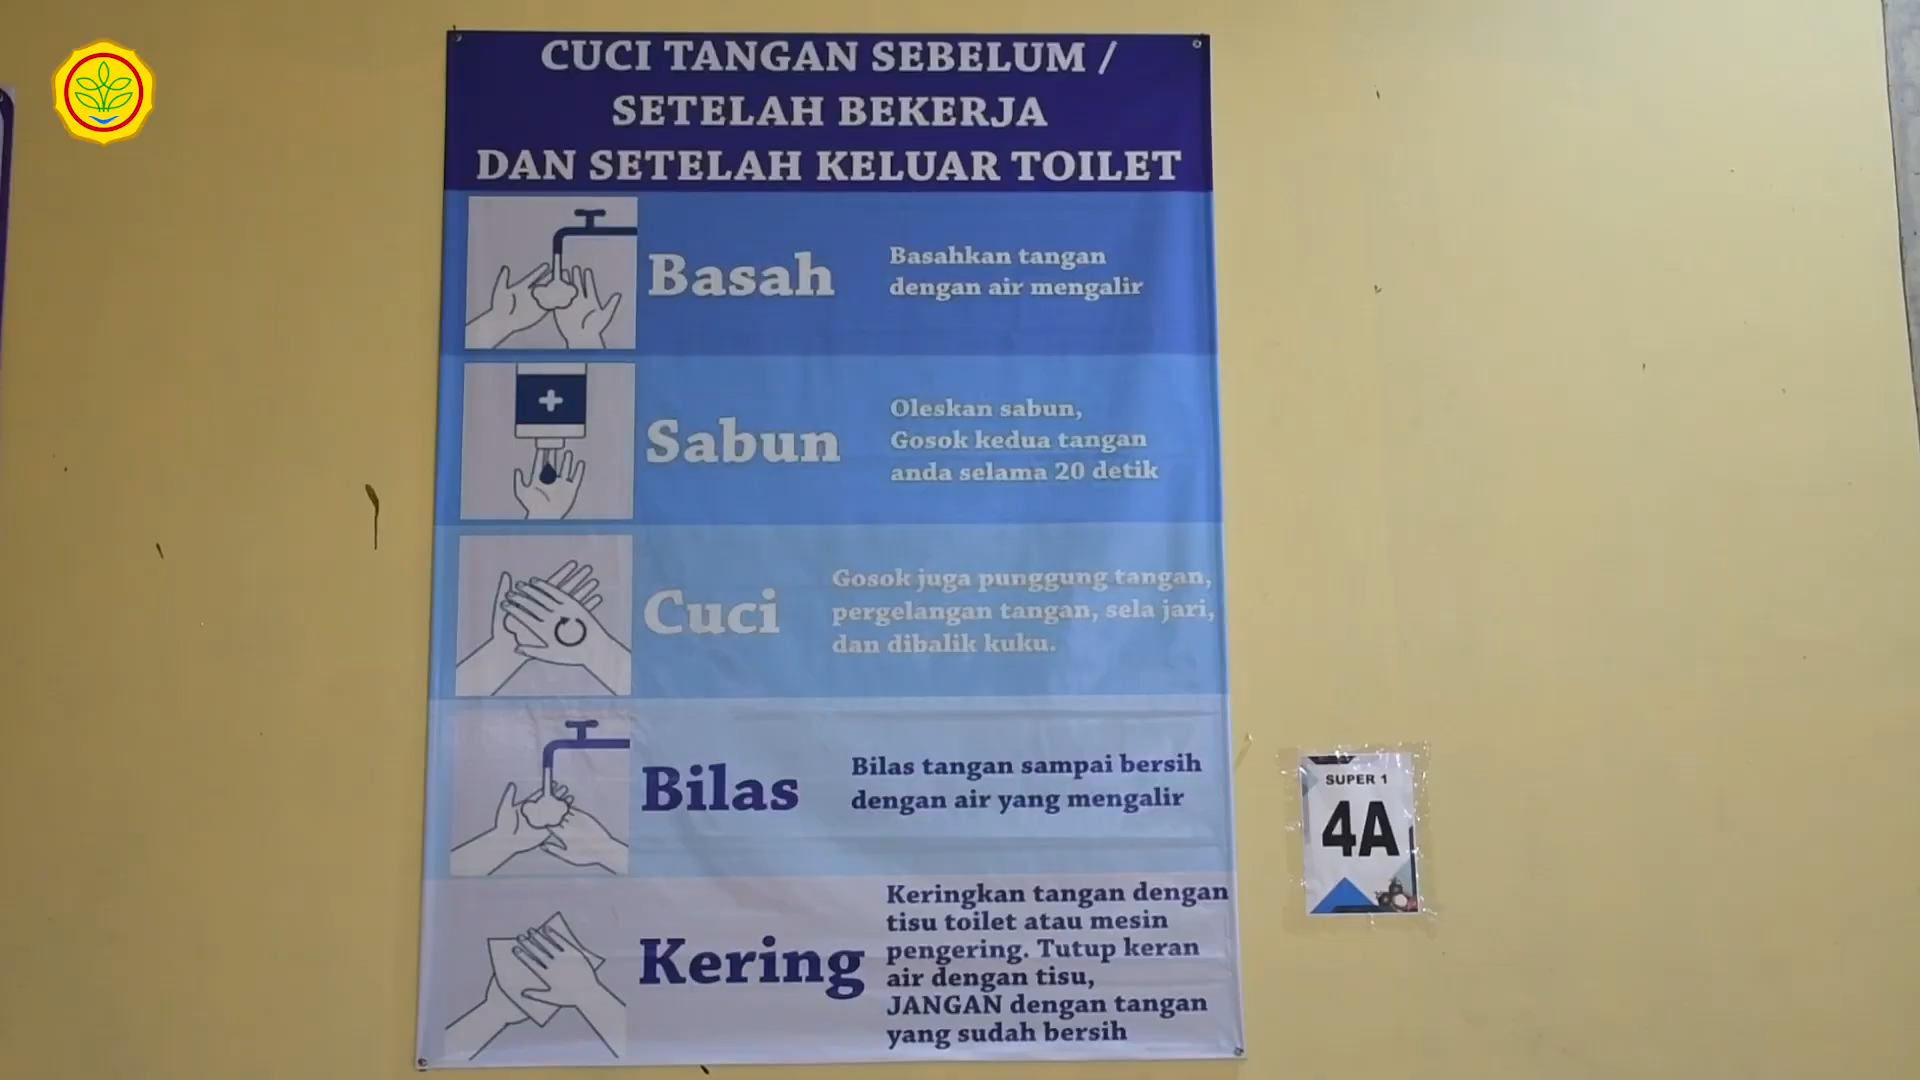 CUCI TANGAN SEBELUM /
SETELAH BEKERJA
DAN SETELAH KELUAR TOILET
Basah
Basahkan tangan
dengan air mengalir
Sabun
Oleskan sabun,
Gosok kedua tangan
anda selama 20 detik
Cuci
Gosok juga punggung tangan,
pergelangan tangan, sela jari,
dan dibalik kuku.
Bilas
Bilas tangan sampai bersih
dengan air yang mengalir
Kering
Keringkan tangan dengan
tisu toilet atau mesin
pengering. Tutup keran
air dengan tisu,
JANGAN dengan tangan
yang sudah bersih
SUPER 1
4A